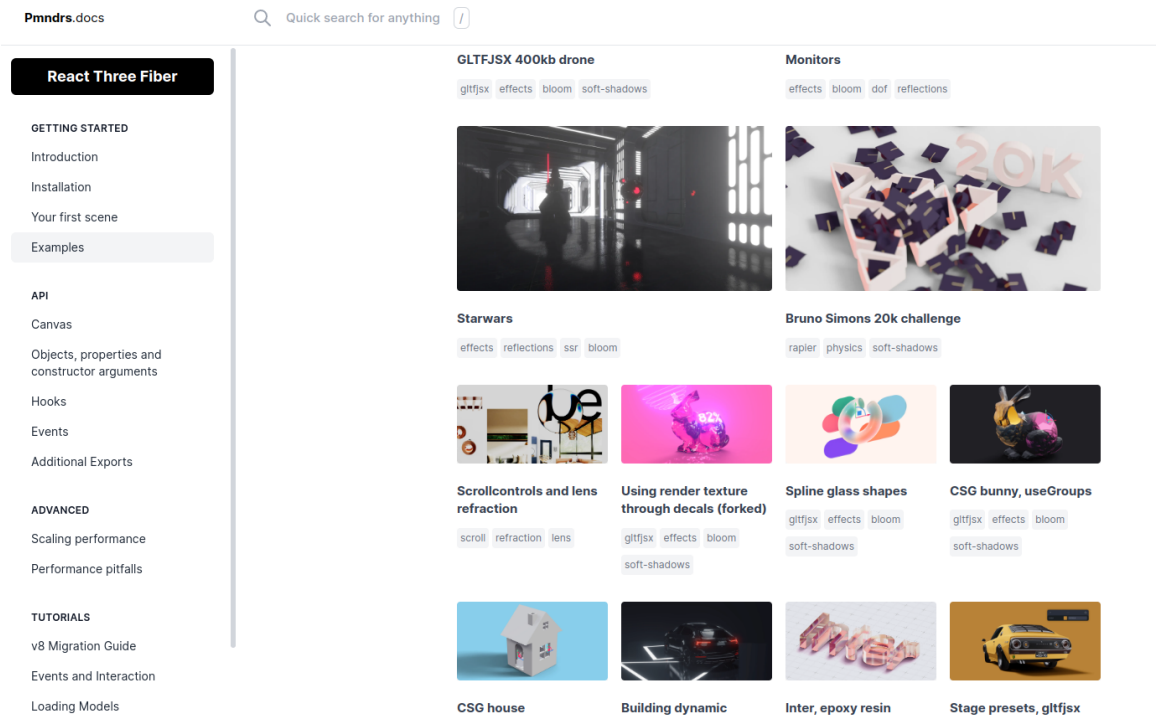 Pmndrs.docs
Quick search for anything /
React Three Fiber
GETTING STARTED
Introduction
Installation
Your first scene
Examples
API
Canvas
Objects, properties and
constructor arguments
Hooks
Events
Additional Exports
ADVANCED
Scaling performance
Performance pitfalls
TUTORIALS
v8 Migration Guide
Events and Interaction
Loading Models
GLTFJSX 400kb drone
gltfjsx effects bloom soft-shadows
Monitors
effects bloom dof reflections
Starwars
effects reflections ssr bloom
20K
Bruno Simons 20k challenge
rapier physics soft-shadows
Scrollcontrols and lens
refraction
scroll refraction lens
Using render texture
through decals (forked)
gltfjsx effects bloom
soft-shadows
Spline glass shapes
gltfjsx effects bloom
soft-shadows
CSG bunny, useGroups
gltfjsx effects bloom
soft-shadows
CSG house
Building dynamic
Inter
Inter, epoxy resin
Stage presets, gltfjsx